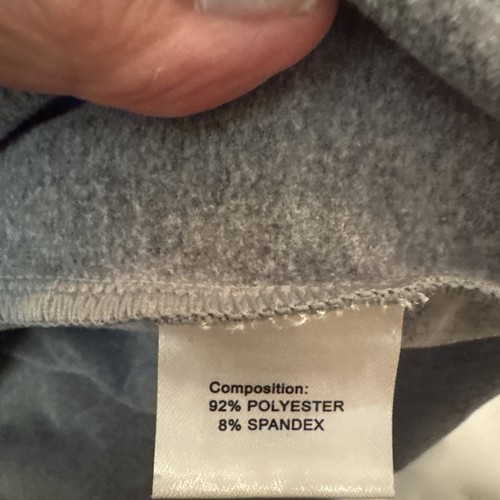 Composition:
92% POLYESTER
8% SPANDEX